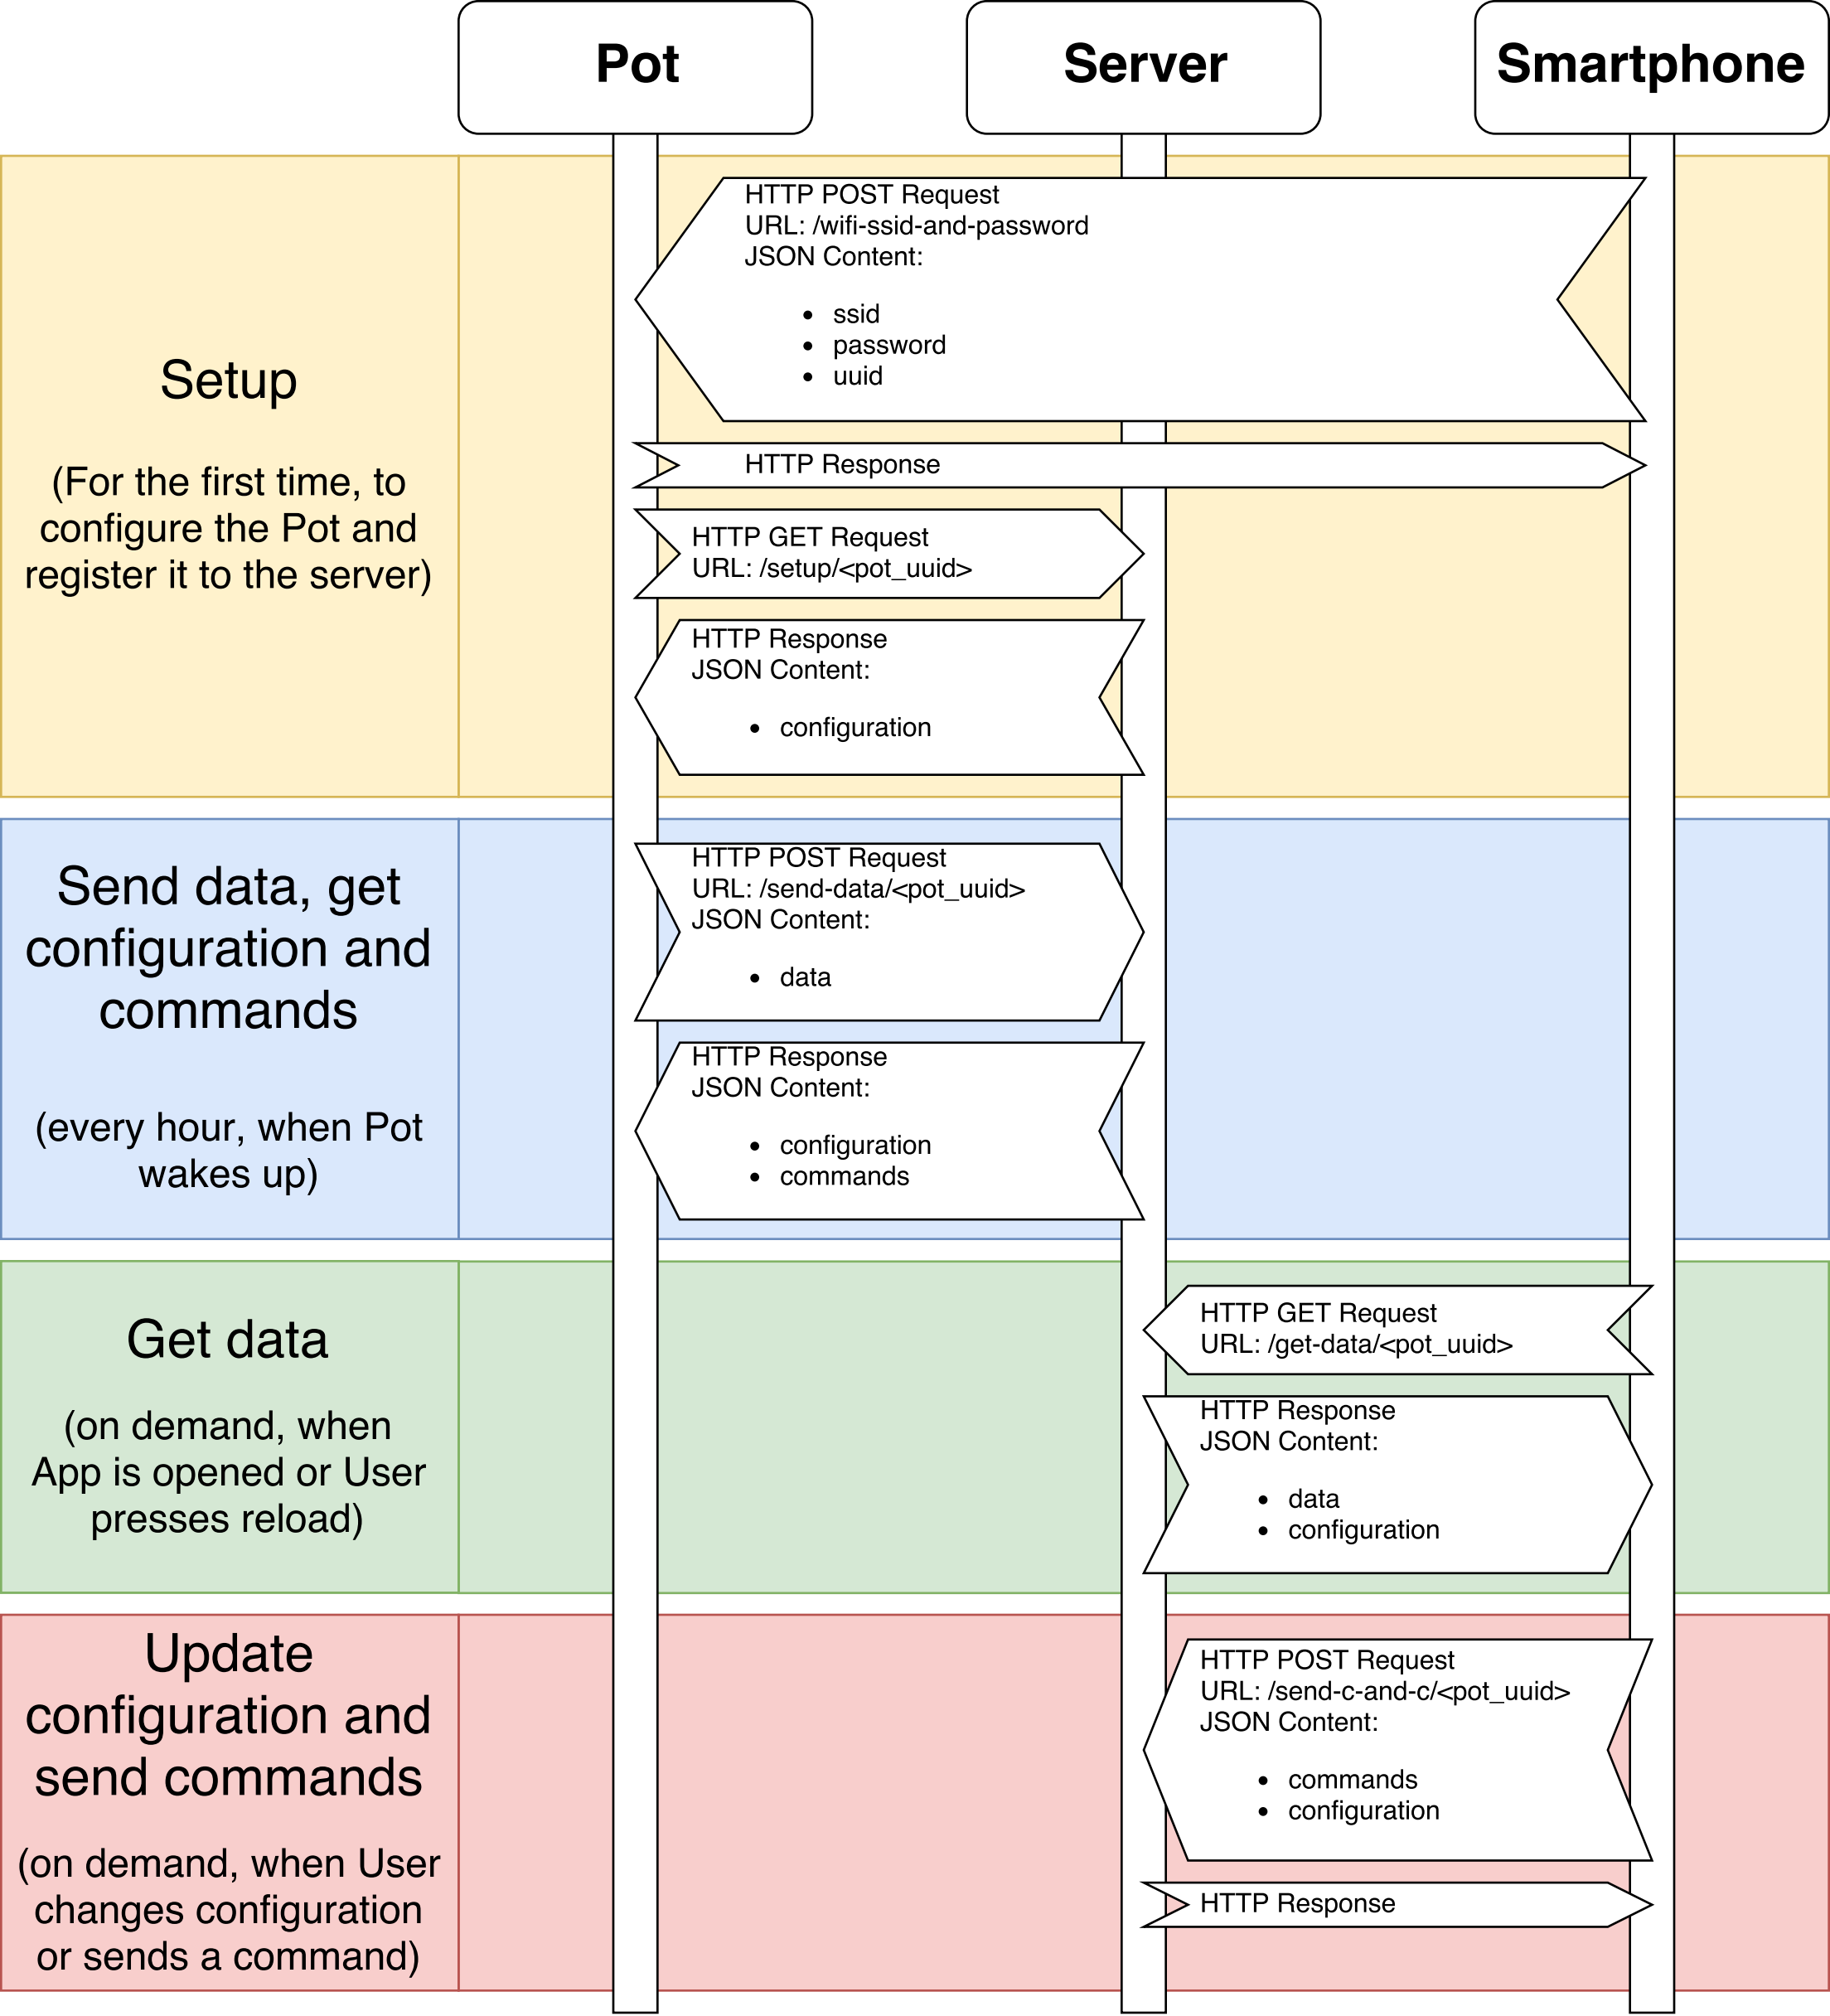 Pot
Server
Smartphone
Setup
(For the first time, to
configure the Pot and
register it to the server)
HTTP POST Request
URL: /wifi-ssid-and-password
JSON Content:
• ssid
• password
• uuid
HTTP Response
HTTP GET Request
URL: /setup/<pot_uuid>
HTTP Response
JSON Content:
• configuration
Send data, get
configuration and
commands
(every hour, when Pot
wakes up)
HTTP POST Request
URL: /send-data/<pot_uuid>
JSON Content:
• data
HTTP Response
JSON Content:
• configuration
• commands
Get data
(on demand, when
App is opened or User
presses reload)
HTTP GET Request
URL: /get-data/<pot_uuid>
HTTP Response
JSON Content:
• data
• configuration
Update
configuration and
send commands
(on demand, when User
changes configuration
or sends a command)
HTTP POST Request
URL: /send-c-and-c/<pot_uuid>
JSON Content:
• commands
• configuration
HTTP Response